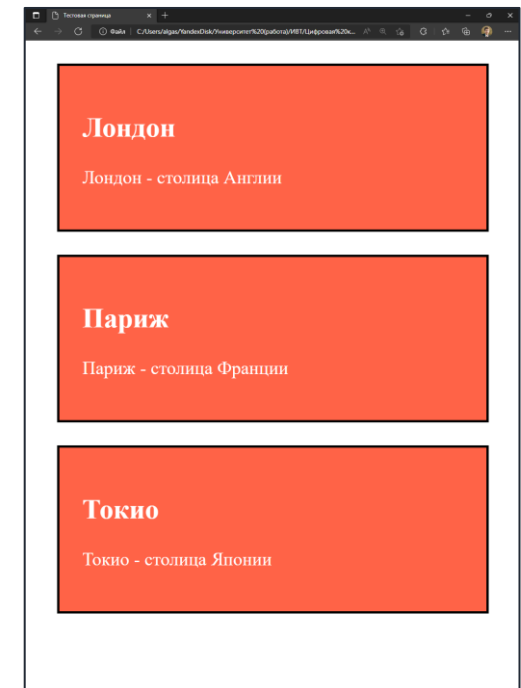 Тестовая страница
Файл C:/Users/algas/YandexDisk/Университет%20(работа)/ИВТ/Цифровая%20к...
Лондон
Лондон - столица Англии
Париж
Париж - столица Франции
Токио
Токио - столица Японии